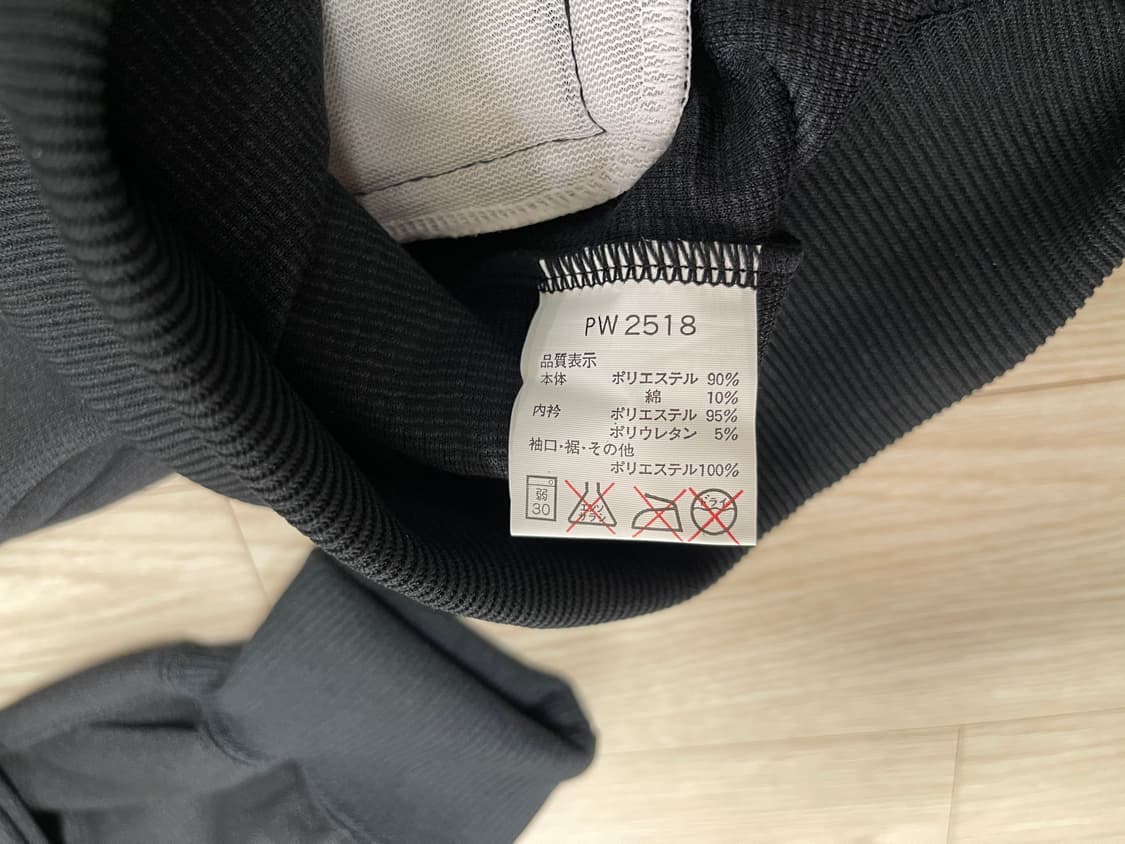 PW2518
品質表示
本体 ポリエステル 90%
綿 10%
内衿 ポリエステル 95%
ポリウレタン 5%
袖口・裾・その他
ポリエステル100%
弱 30 エンソ サラシ ドライ